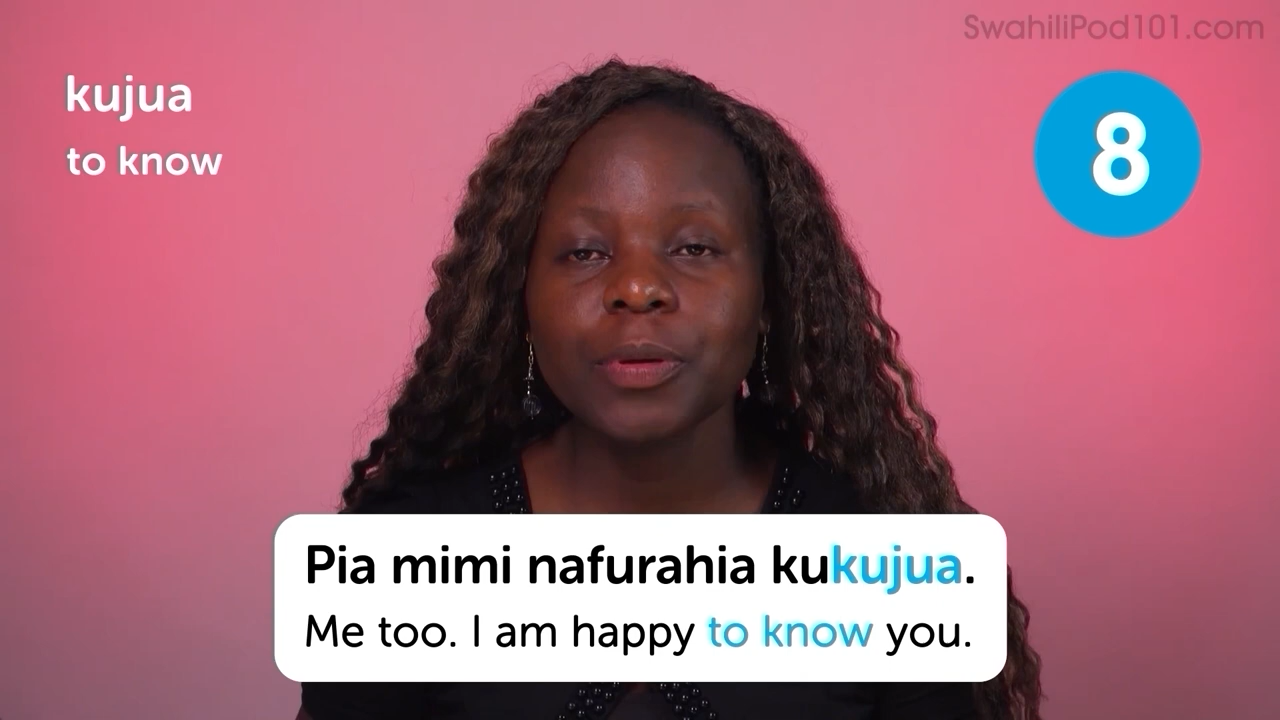 SwahiliPod101.com
kujua
to know
8
Pia mimi nafurahia kukujua.
Me too. I am happy to know you.